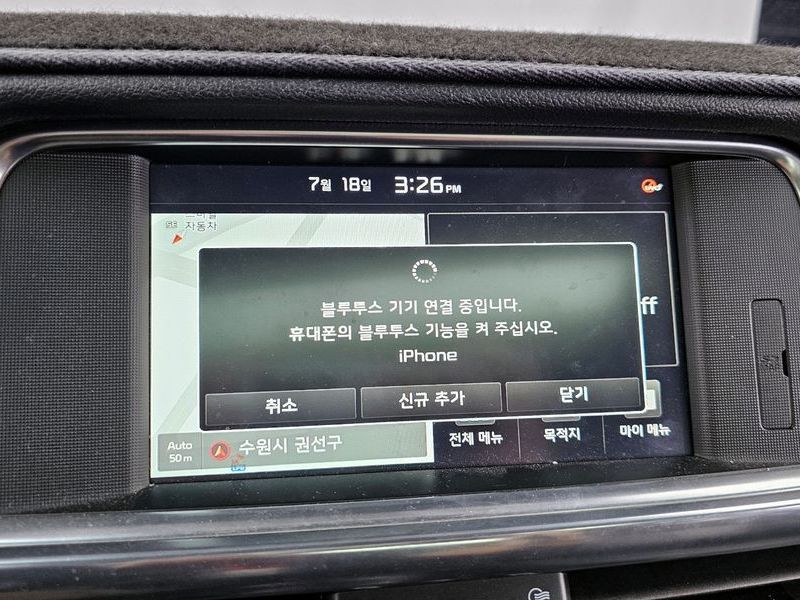 7월 18일 3:26 PM
자동차
블루투스 기기 연결 중입니다.
휴대폰의 블루투스 기능을 켜 주십시오.
iPhone
취소 신규 추가 닫기
ff
Auto
50m
수원시 권선구
전체 메뉴 목적지 마이 메뉴